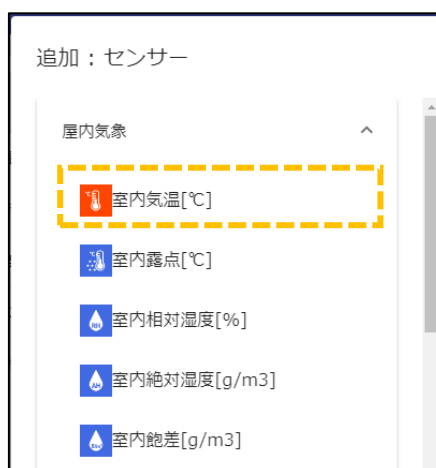 追加：センサー
屋内気象
室内気温[℃]
室内露点[℃]
室内相対湿度[%]
室内絶対湿度[g/m3]
室内飽差[g/m3]